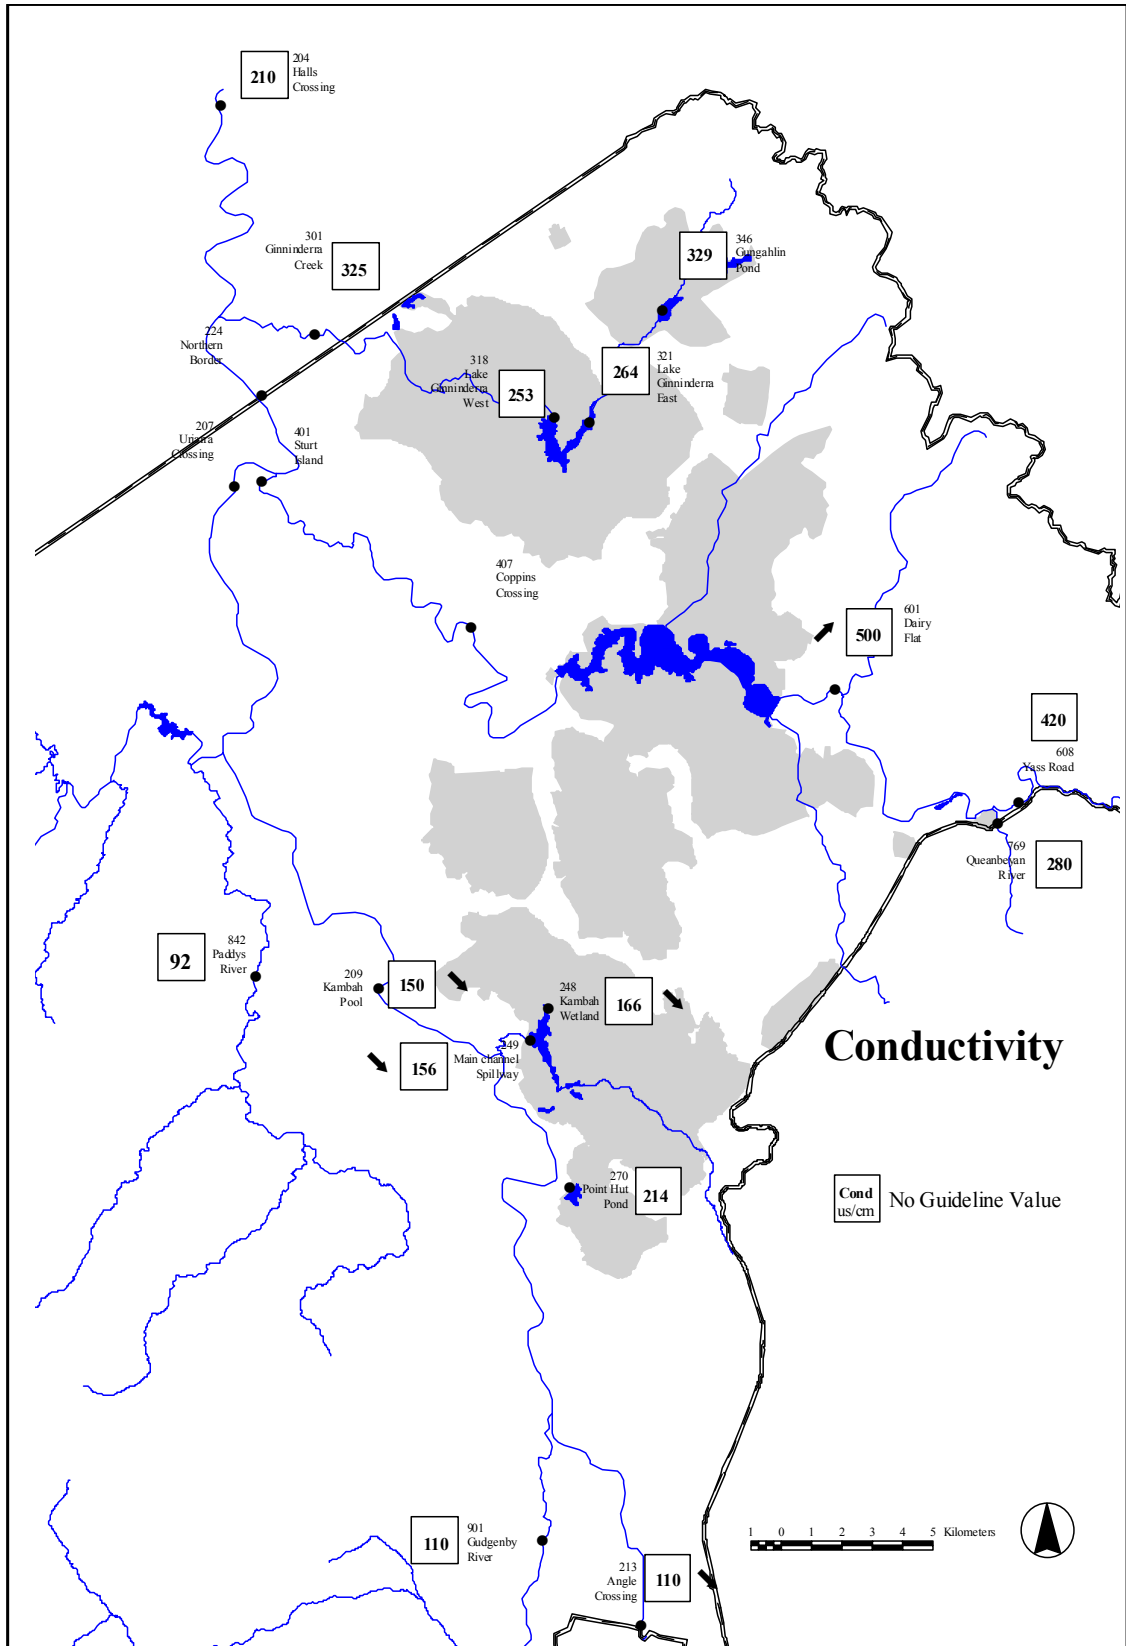 210
204
Halls
Crossing
301
Ginninderra
Creek
325
329
346
Gungahlin
Pond
224
Northern
Border
318
Lake
Ginninderra
West
253
264
321
Lake
Ginninderra
East
207
Uriarra
Crossing
401
Sturt
Island
407
Coppins
Crossing
500
601
Dairy
Flat
420
608
Yass Road
769
Queanbeyan
River
280
92
842
Paddys
River
209
Kambah
Pool
150
248
Kambah
Wetland
166
Conductivity
249
Main channel
Spillway
156
270
Point Hut
Pond
214
Cond
us/cm
No Guideline Value
110
901
Gudgenby
River
213
Angle
Crossing
110
1 0 1 2 3 4 5 Kilometers